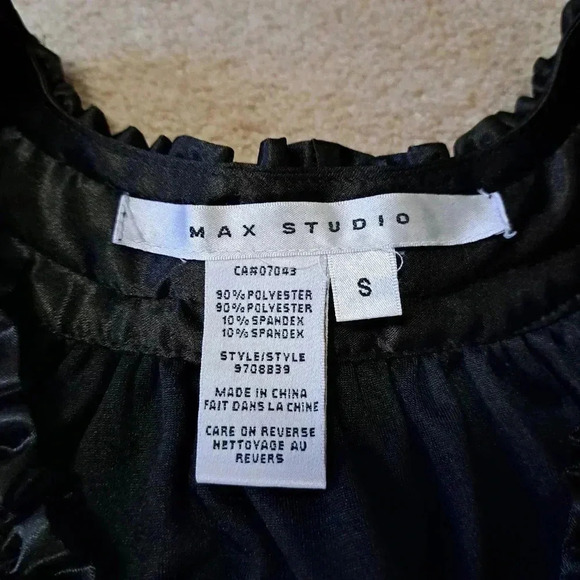 MAX STUDIO
S
CA#07043
90% POLYESTER
90% POLYESTER
10% SPANDEX
10% SPANDEX
STYLE/STYLE
9708839
MADE IN CHINA
FAIT DANS LA CHINE
CARE ON REVERSE
NETTOYAGE AU
REVERS